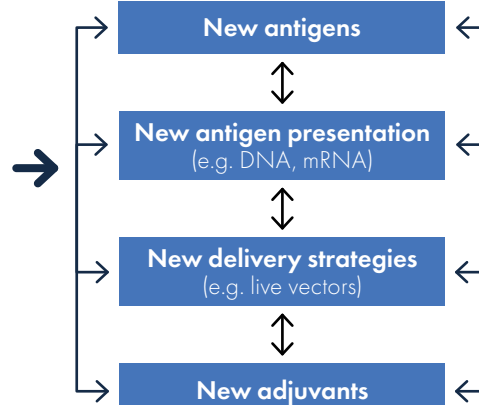 New antigens
New antigen presentation
(e.g. DNA, mRNA)
New delivery strategies
(e.g. live vectors)
New adjuvants